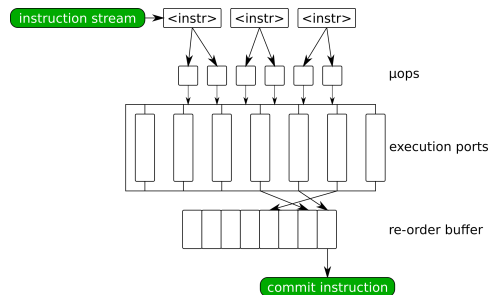 instruction stream
<instr> <instr> <instr>
μops
execution ports
re-order buffer
commit instruction